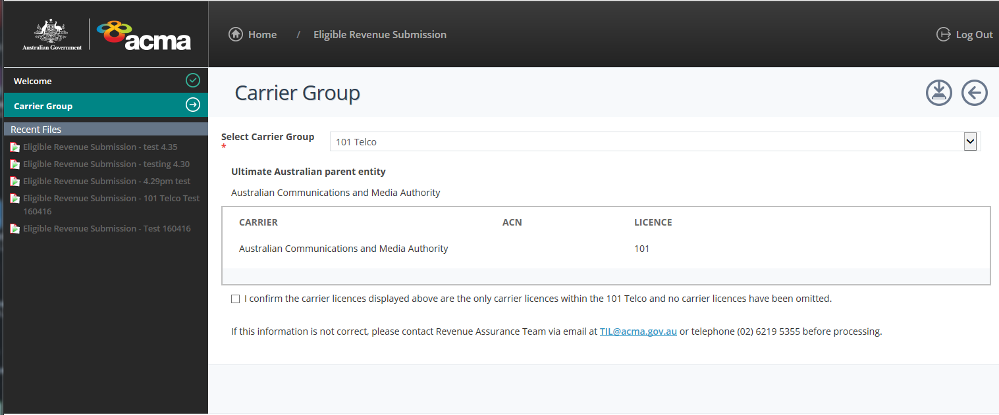 Australian Government
acma
Home / Eligible Revenue Submission
Log Out
Welcome
Carrier Group
Recent Files
Eligible Revenue Submission - test 4.35
Eligible Revenue Submission - testing 4.30
Eligible Revenue Submission - 4.29pm test
Eligible Revenue Submission - 101 Telco Test
160416
Eligible Revenue Submission - Test 160416
Carrier Group
Select Carrier Group
*
101 Telco
Ultimate Australian parent entity
Australian Communications and Media Authority
CARRIER ACN LICENCE
Australian Communications and Media Authority 101
I confirm the carrier licences displayed above are the only carrier licences within the 101 Telco and no carrier licences have been omitted.
If this information is not correct, please contact Revenue Assurance Team via email at TIL@acma.gov.au or telephone (02) 6219 5355 before processing.